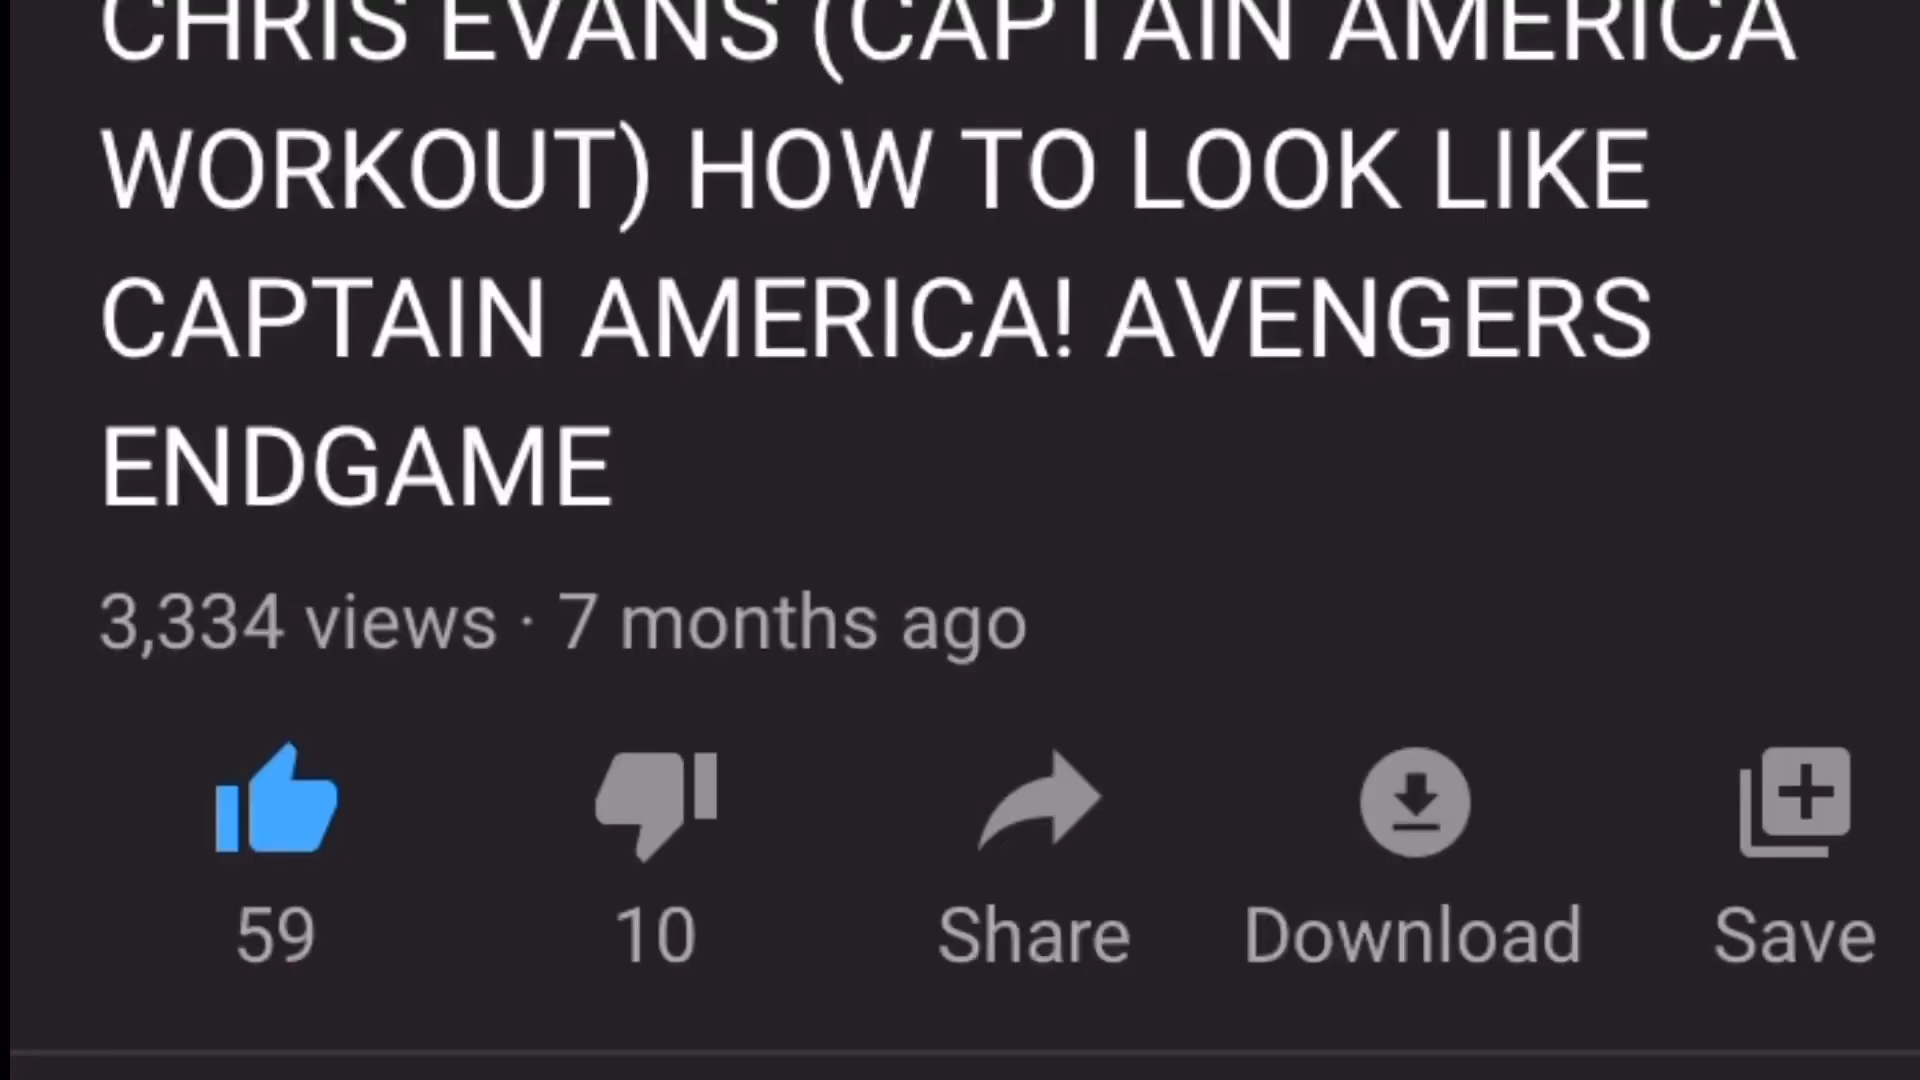 CHRIS EVANS (CAPTAIN AMERICA
WORKOUT) HOW TO LOOK LIKE
CAPTAIN AMERICA! AVENGERS
ENDGAME
3,334 views · 7 months ago
59 10 Share Download Save